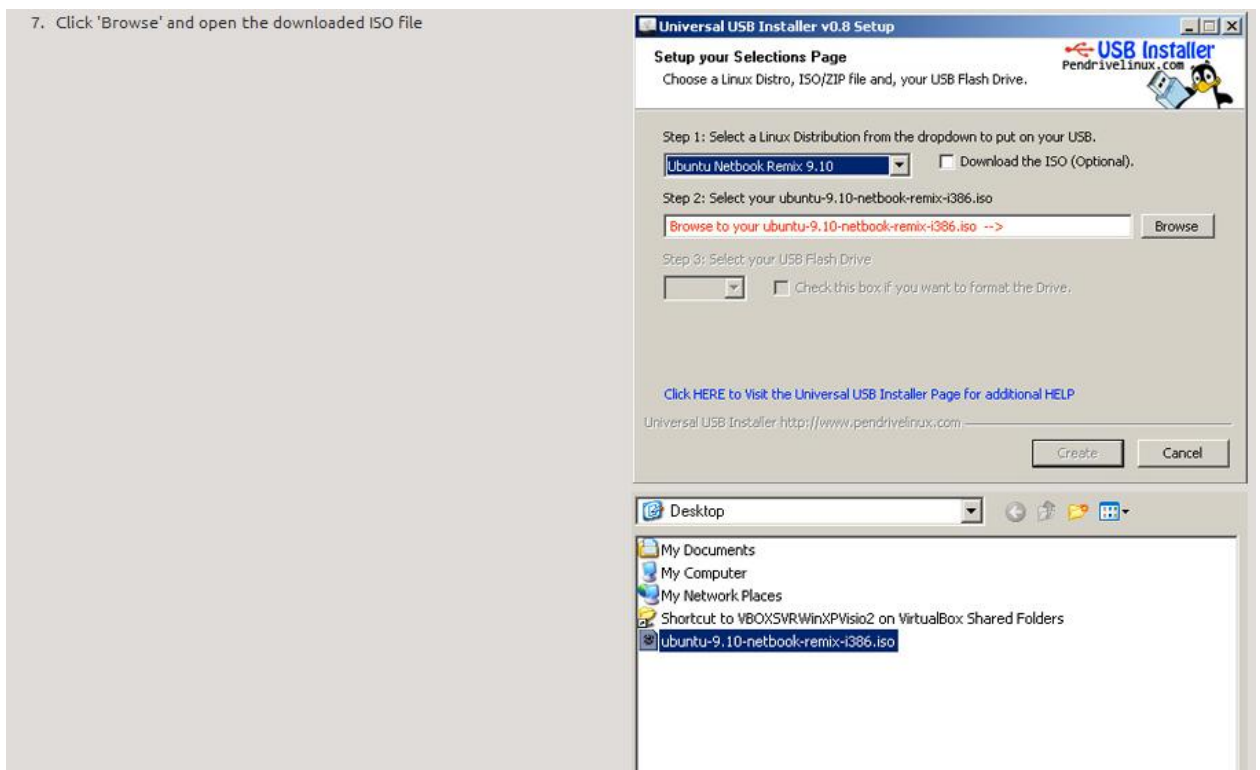 7. Click 'Browse' and open the downloaded ISO file
Universal USB Installer v0.8 Setup
Setup your Selections Page
Choose a Linux Distro, ISO/ZIP file and, your USB Flash Drive.
USB Installer
Pendrivelinux.com
Step 1: Select a Linux Distribution from the dropdown to put on your USB.
Ubuntu Netbook Remix 9.10
Download the ISO (Optional).
Step 2: Select your ubuntu-9.10-netbook-remix-i386.iso
Browse to your ubuntu-9.10-netbook-remix-i386.iso -->
Browse
Step 3: Select your USB Flash Drive
Check this box if you want to format the Drive.
Click HERE to Visit the Universal USB Installer Page for additional HELP
Universal USB Installer http://www.pendrivelinux.com
Create
Cancel
Desktop
My Documents
My Computer
My Network Places
Shortcut to VBOXSVRWinXPVisio2 on VirtualBox Shared Folders
ubuntu-9.10-netbook-remix-i386.iso